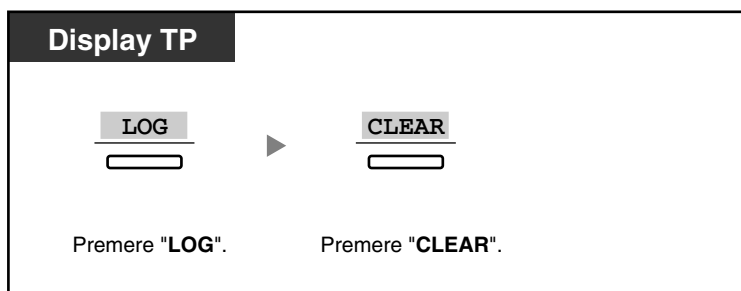 Display TP
LOG
CLEAR
Premere "LOG".
Premere "CLEAR".